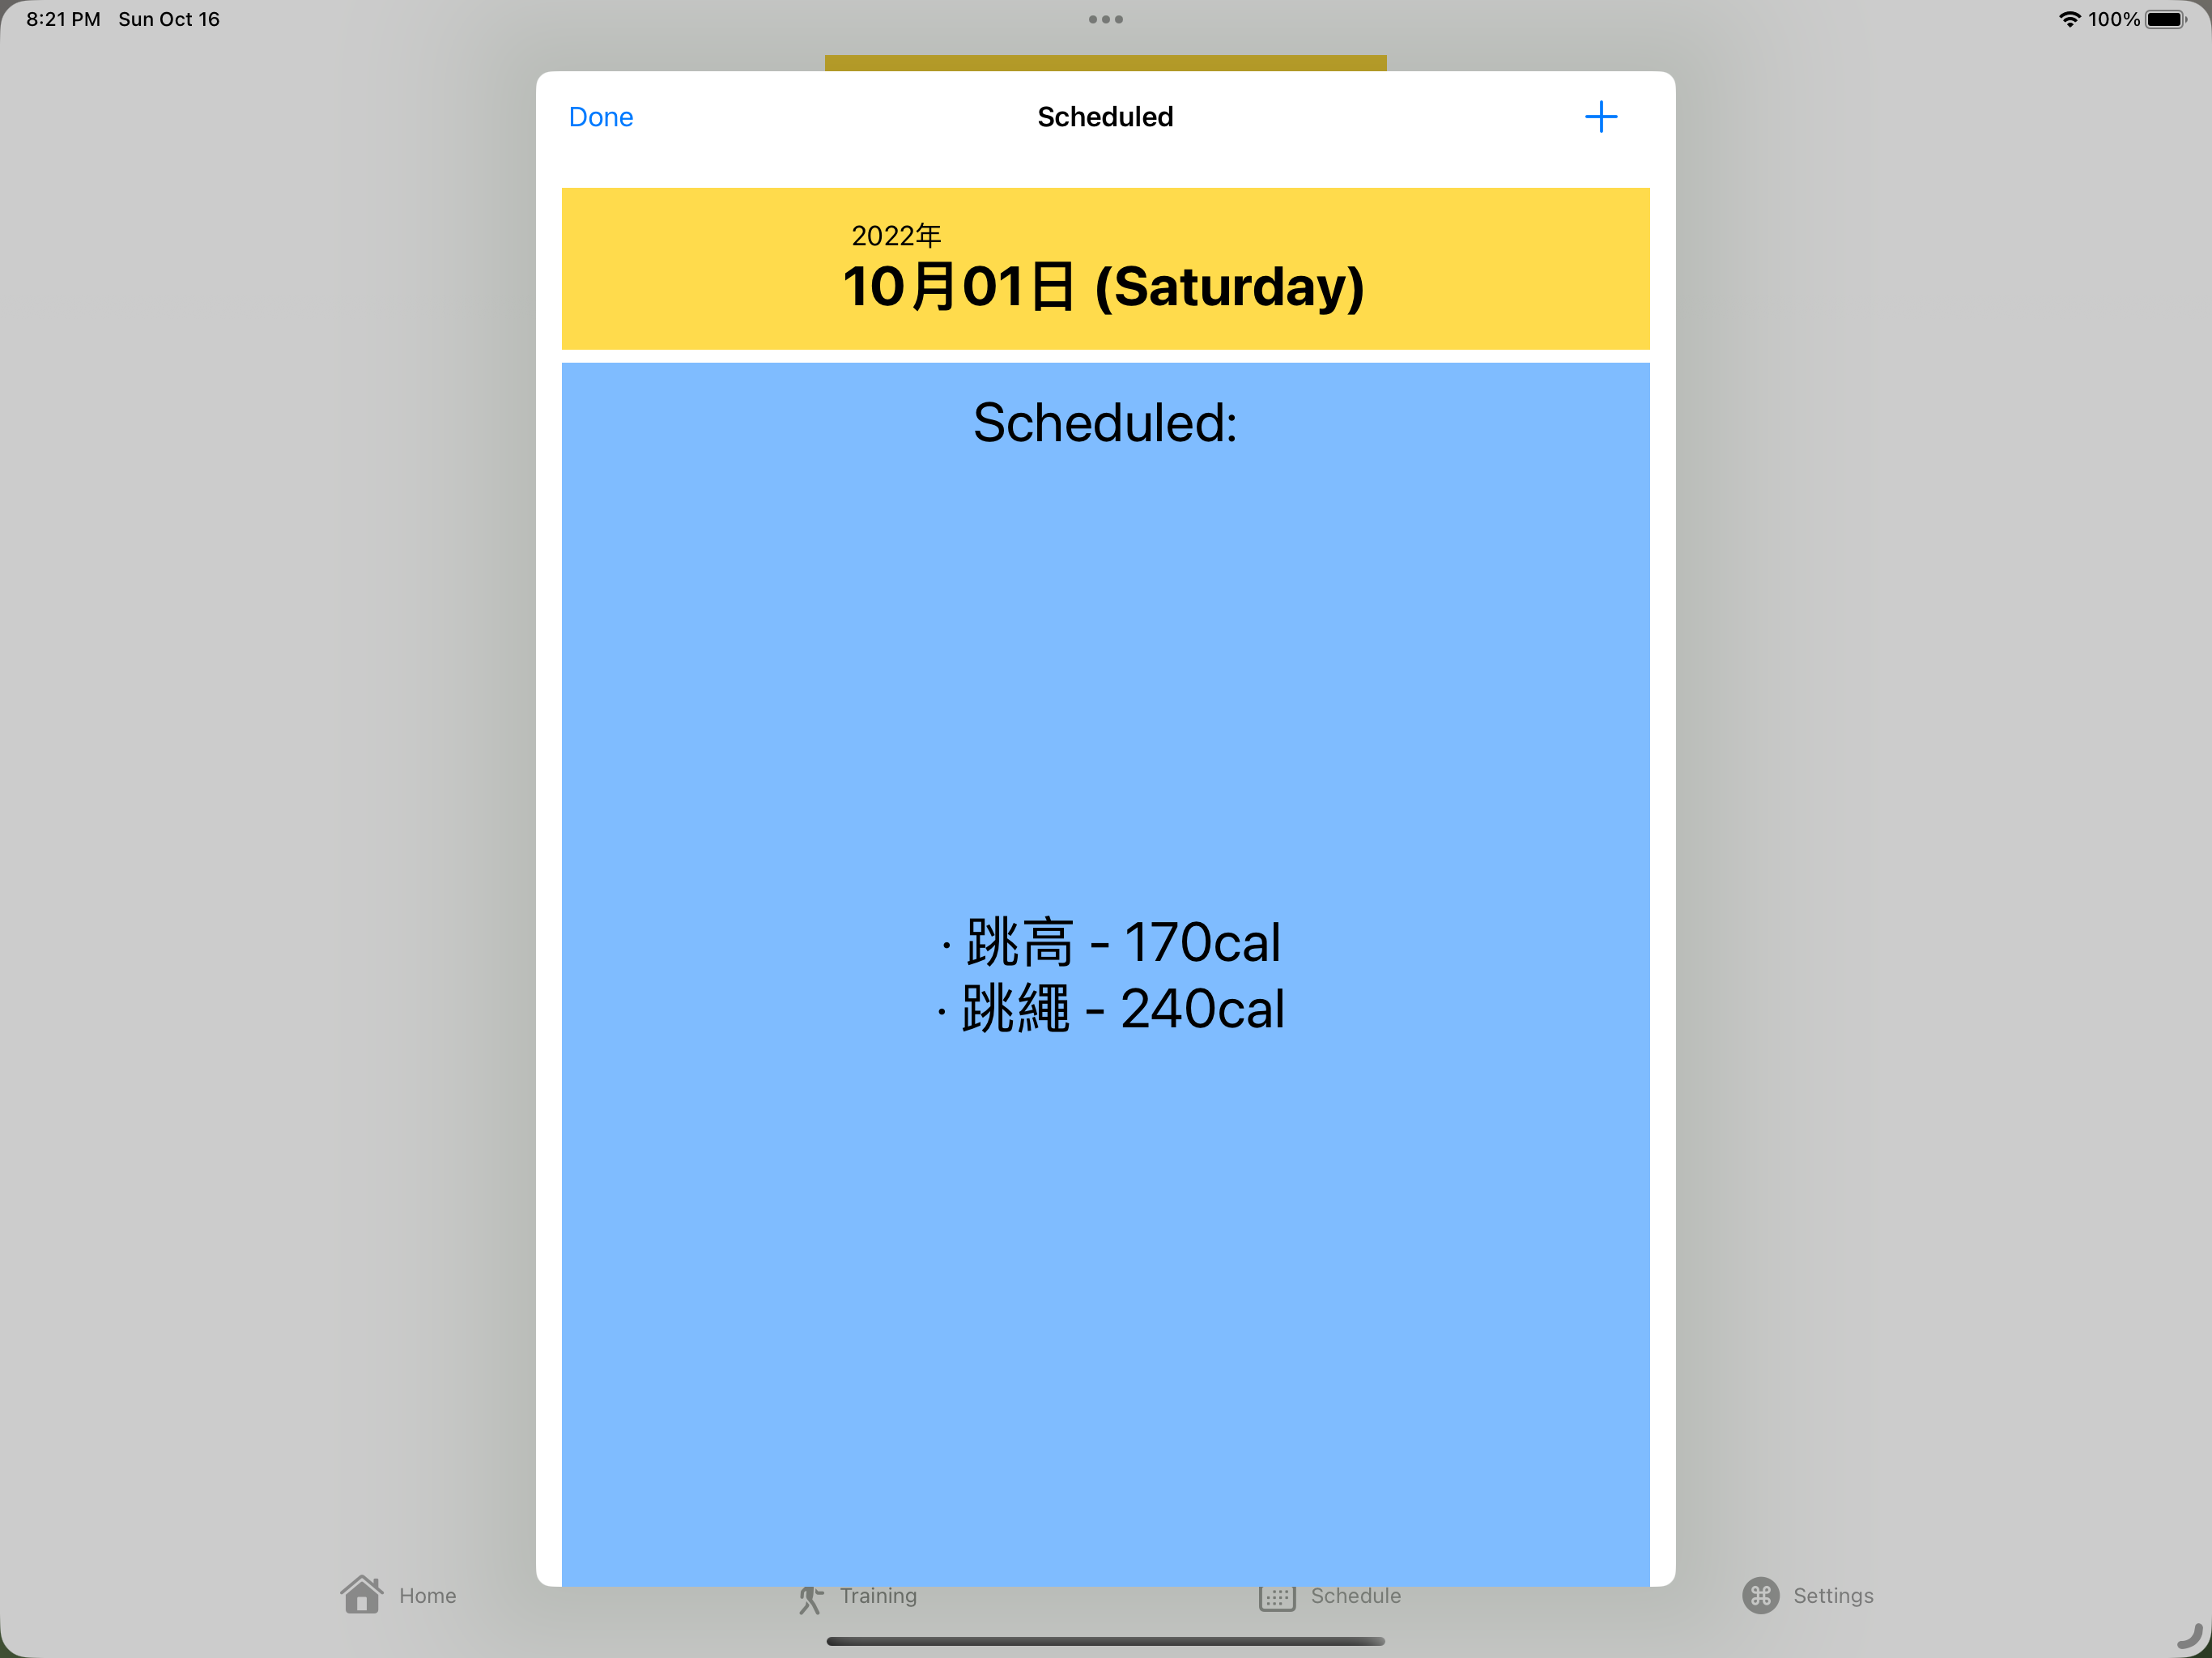 8:21 PM Sun Oct 16
100%
Done
Scheduled
2022年
10月01日 (Saturday)
Scheduled:
· 跳高 - 170cal
· 跳繩 - 240cal
Home
Training
Schedule
Settings